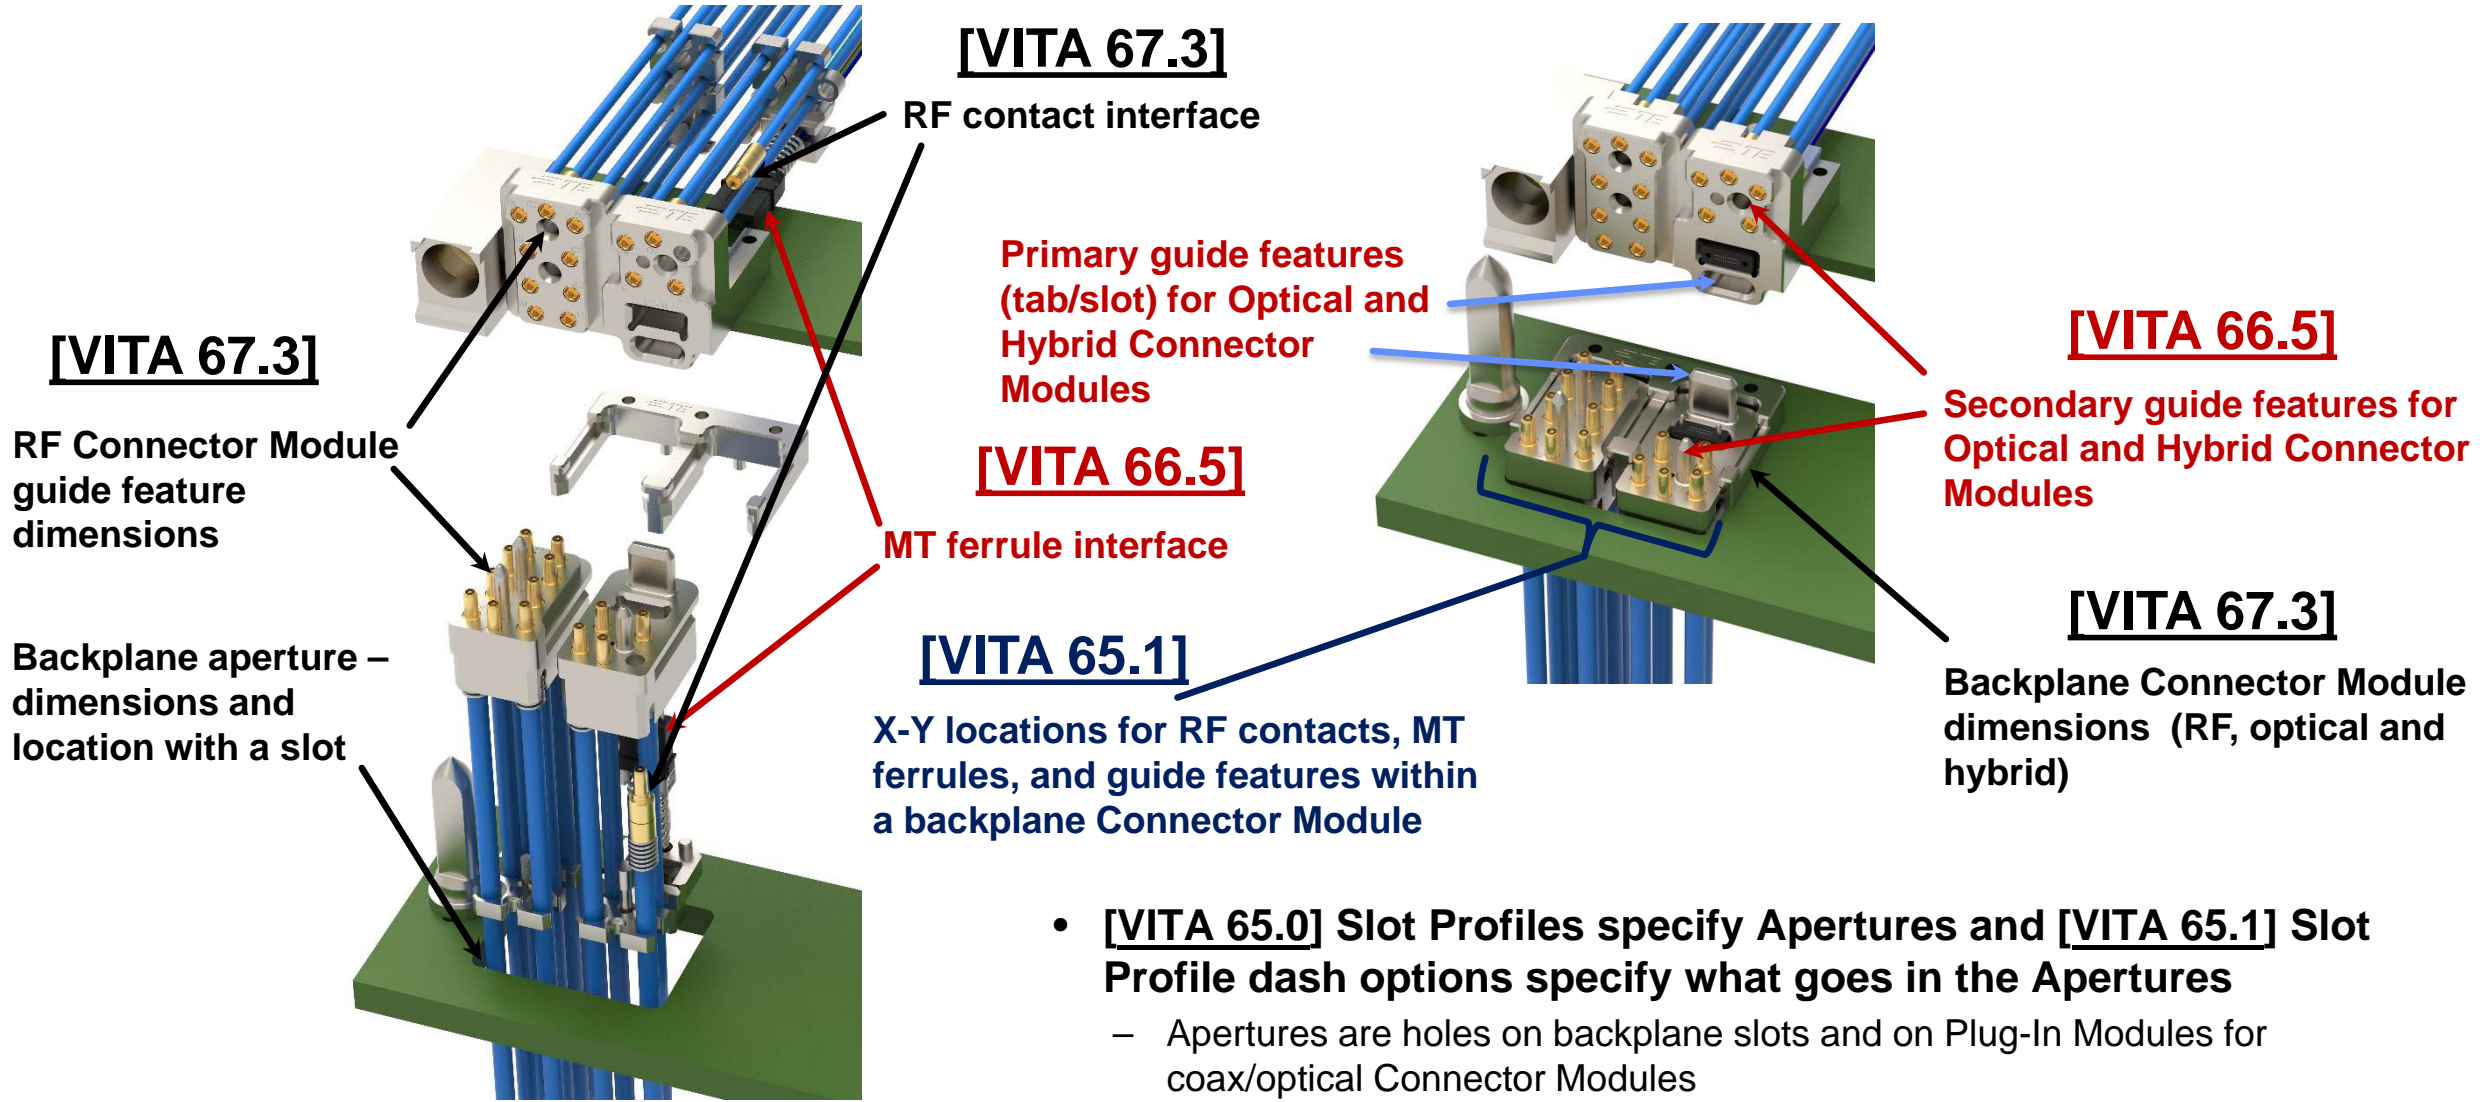 [VITA 67.3]
RF contact interface
[VITA 67.3]
RF Connector Module
guide feature
dimensions
Backplane aperture –
dimensions and
location with a slot
Primary guide features
(tab/slot) for Optical and
Hybrid Connector
Modules
[VITA 66.5]
MT ferrule interface
[VITA 65.1]
X-Y locations for RF contacts, MT
ferrules, and guide features within
a backplane Connector Module
[VITA 66.5]
Secondary guide features for
Optical and Hybrid Connector
Modules
[VITA 67.3]
Backplane Connector Module
dimensions (RF, optical and
hybrid)
• [VITA 65.0] Slot Profiles specify Apertures and [VITA 65.1] Slot
Profile dash options specify what goes in the Apertures
– Apertures are holes on backplane slots and on Plug-In Modules for
coax/optical Connector Modules
TE
TE
TE
TE